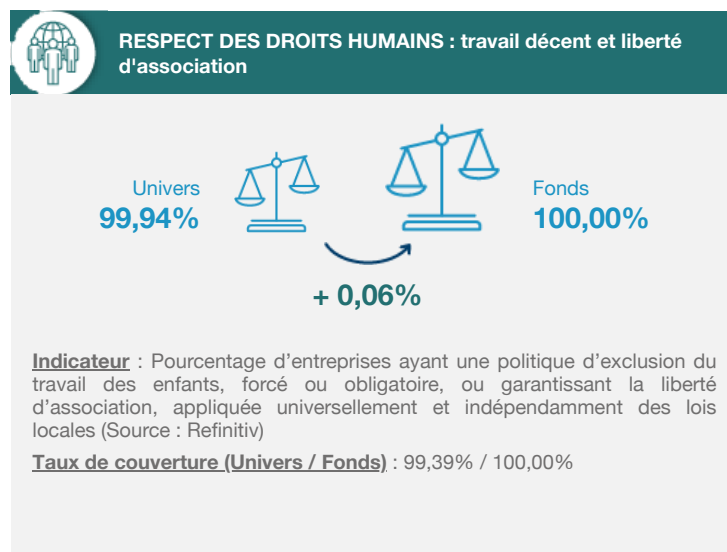 RESPECT DES DROITS HUMAINS : travail décent et liberté
d'association
Univers
99,94%
Fonds
100,00%
+ 0,06%
Indicateur : Pourcentage d’entreprises ayant une politique d’exclusion du
travail des enfants, forcé ou obligatoire, ou garantissant la liberté
d’association, appliquée universellement et indépendamment des lois
locales (Source : Refinitiv)
Taux de couverture (Univers / Fonds) : 99,39% / 100,00%